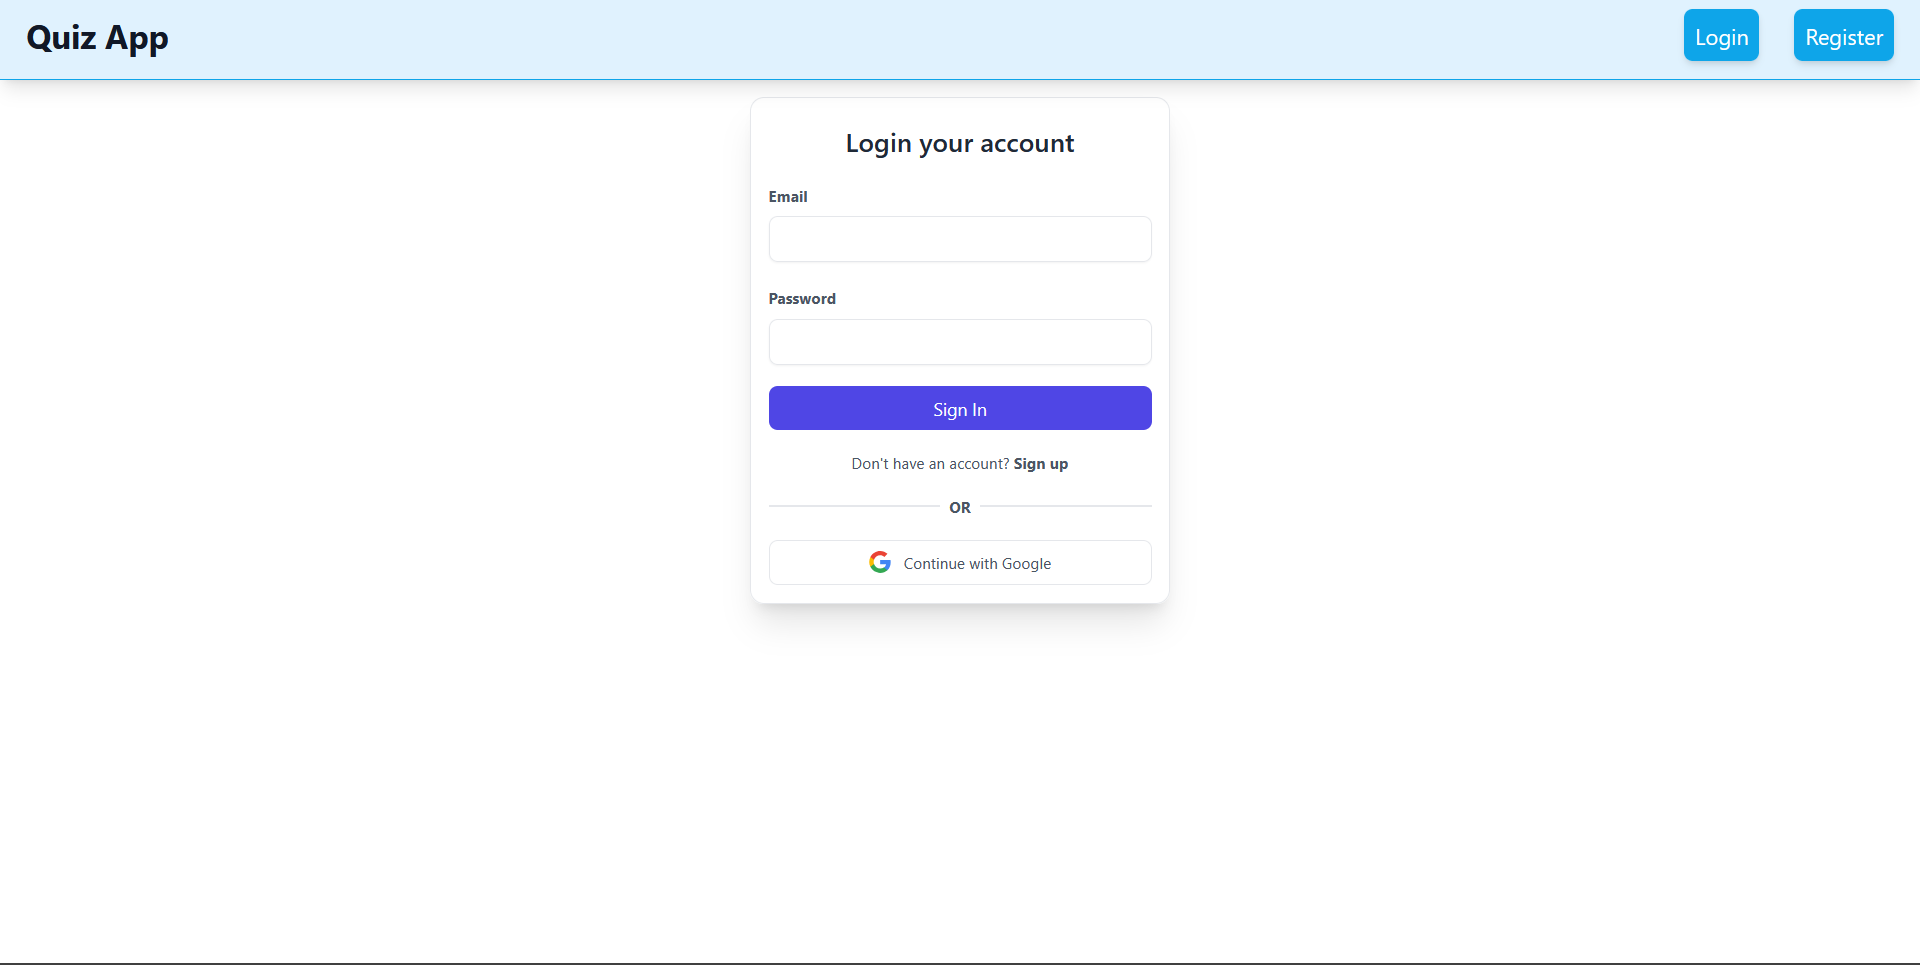 Quiz App
Login
Register
Login your account
Email
Password
Sign In
Don't have an account? Sign up
OR
Continue with Google